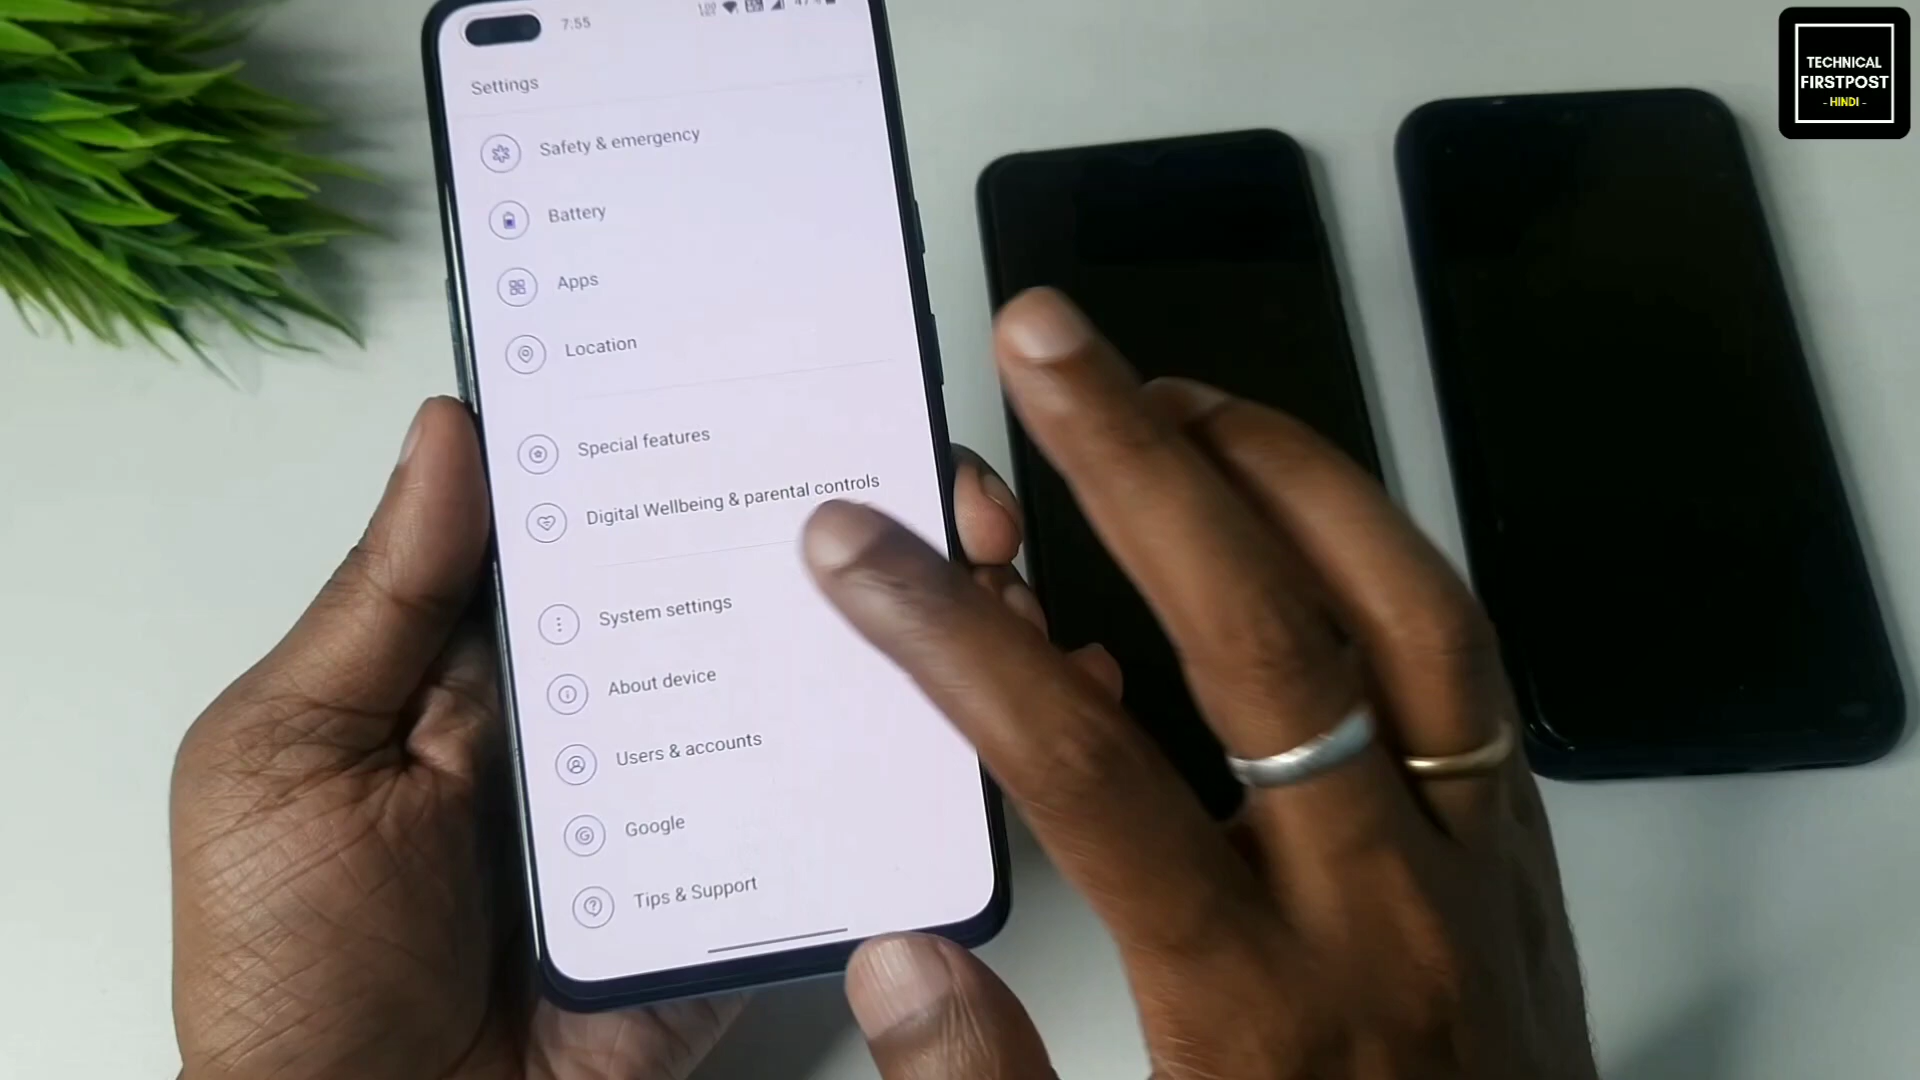 7:55
Settings
Safety & emergency
Battery
Apps
Location
Special features
Digital Wellbeing & parental controls
System settings
About device
Users & accounts
Google
Tips & Support
TECHNICAL
FIRSTPOST
- HINDI -